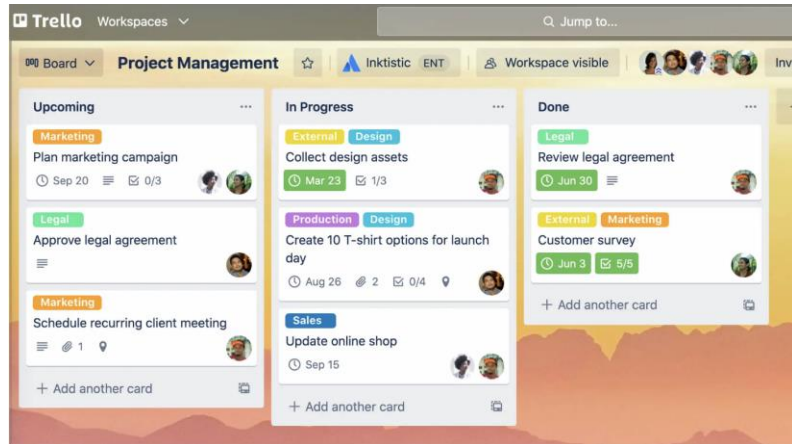 Trello Workspaces Jump to...
Board Project Management Inktistic ENT Workspace visible Inv
Upcoming ...
Marketing
Plan marketing campaign
Sep 20 0/3
Legal
Approve legal agreement
Marketing
Schedule recurring client meeting
1
+ Add another card
In Progress ...
External Design
Collect design assets
Mar 23 1/3
Production Design
Create 10 T-shirt options for launch
day
Aug 26 2 0/4
Sales
Update online shop
Sep 15
+ Add another card
Done ...
Legal
Review legal agreement
Jun 30
External Marketing
Customer survey
Jun 3 5/5
+ Add another card